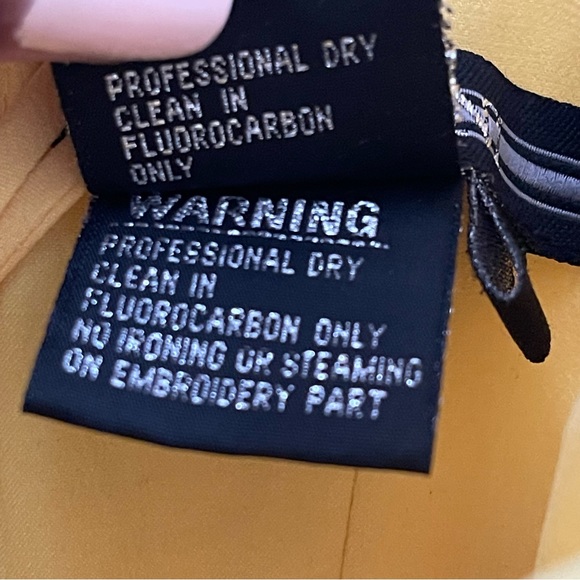 PROFESSIONAL DRY
CLEAN IN
FLUOROCARBON
ONLY
WARNING
PROFESSIONAL DRY
CLEAN IN
FLUOROCARBON ONLY
NO IRONING OR STEAMING
ON EMBROIDERY PART